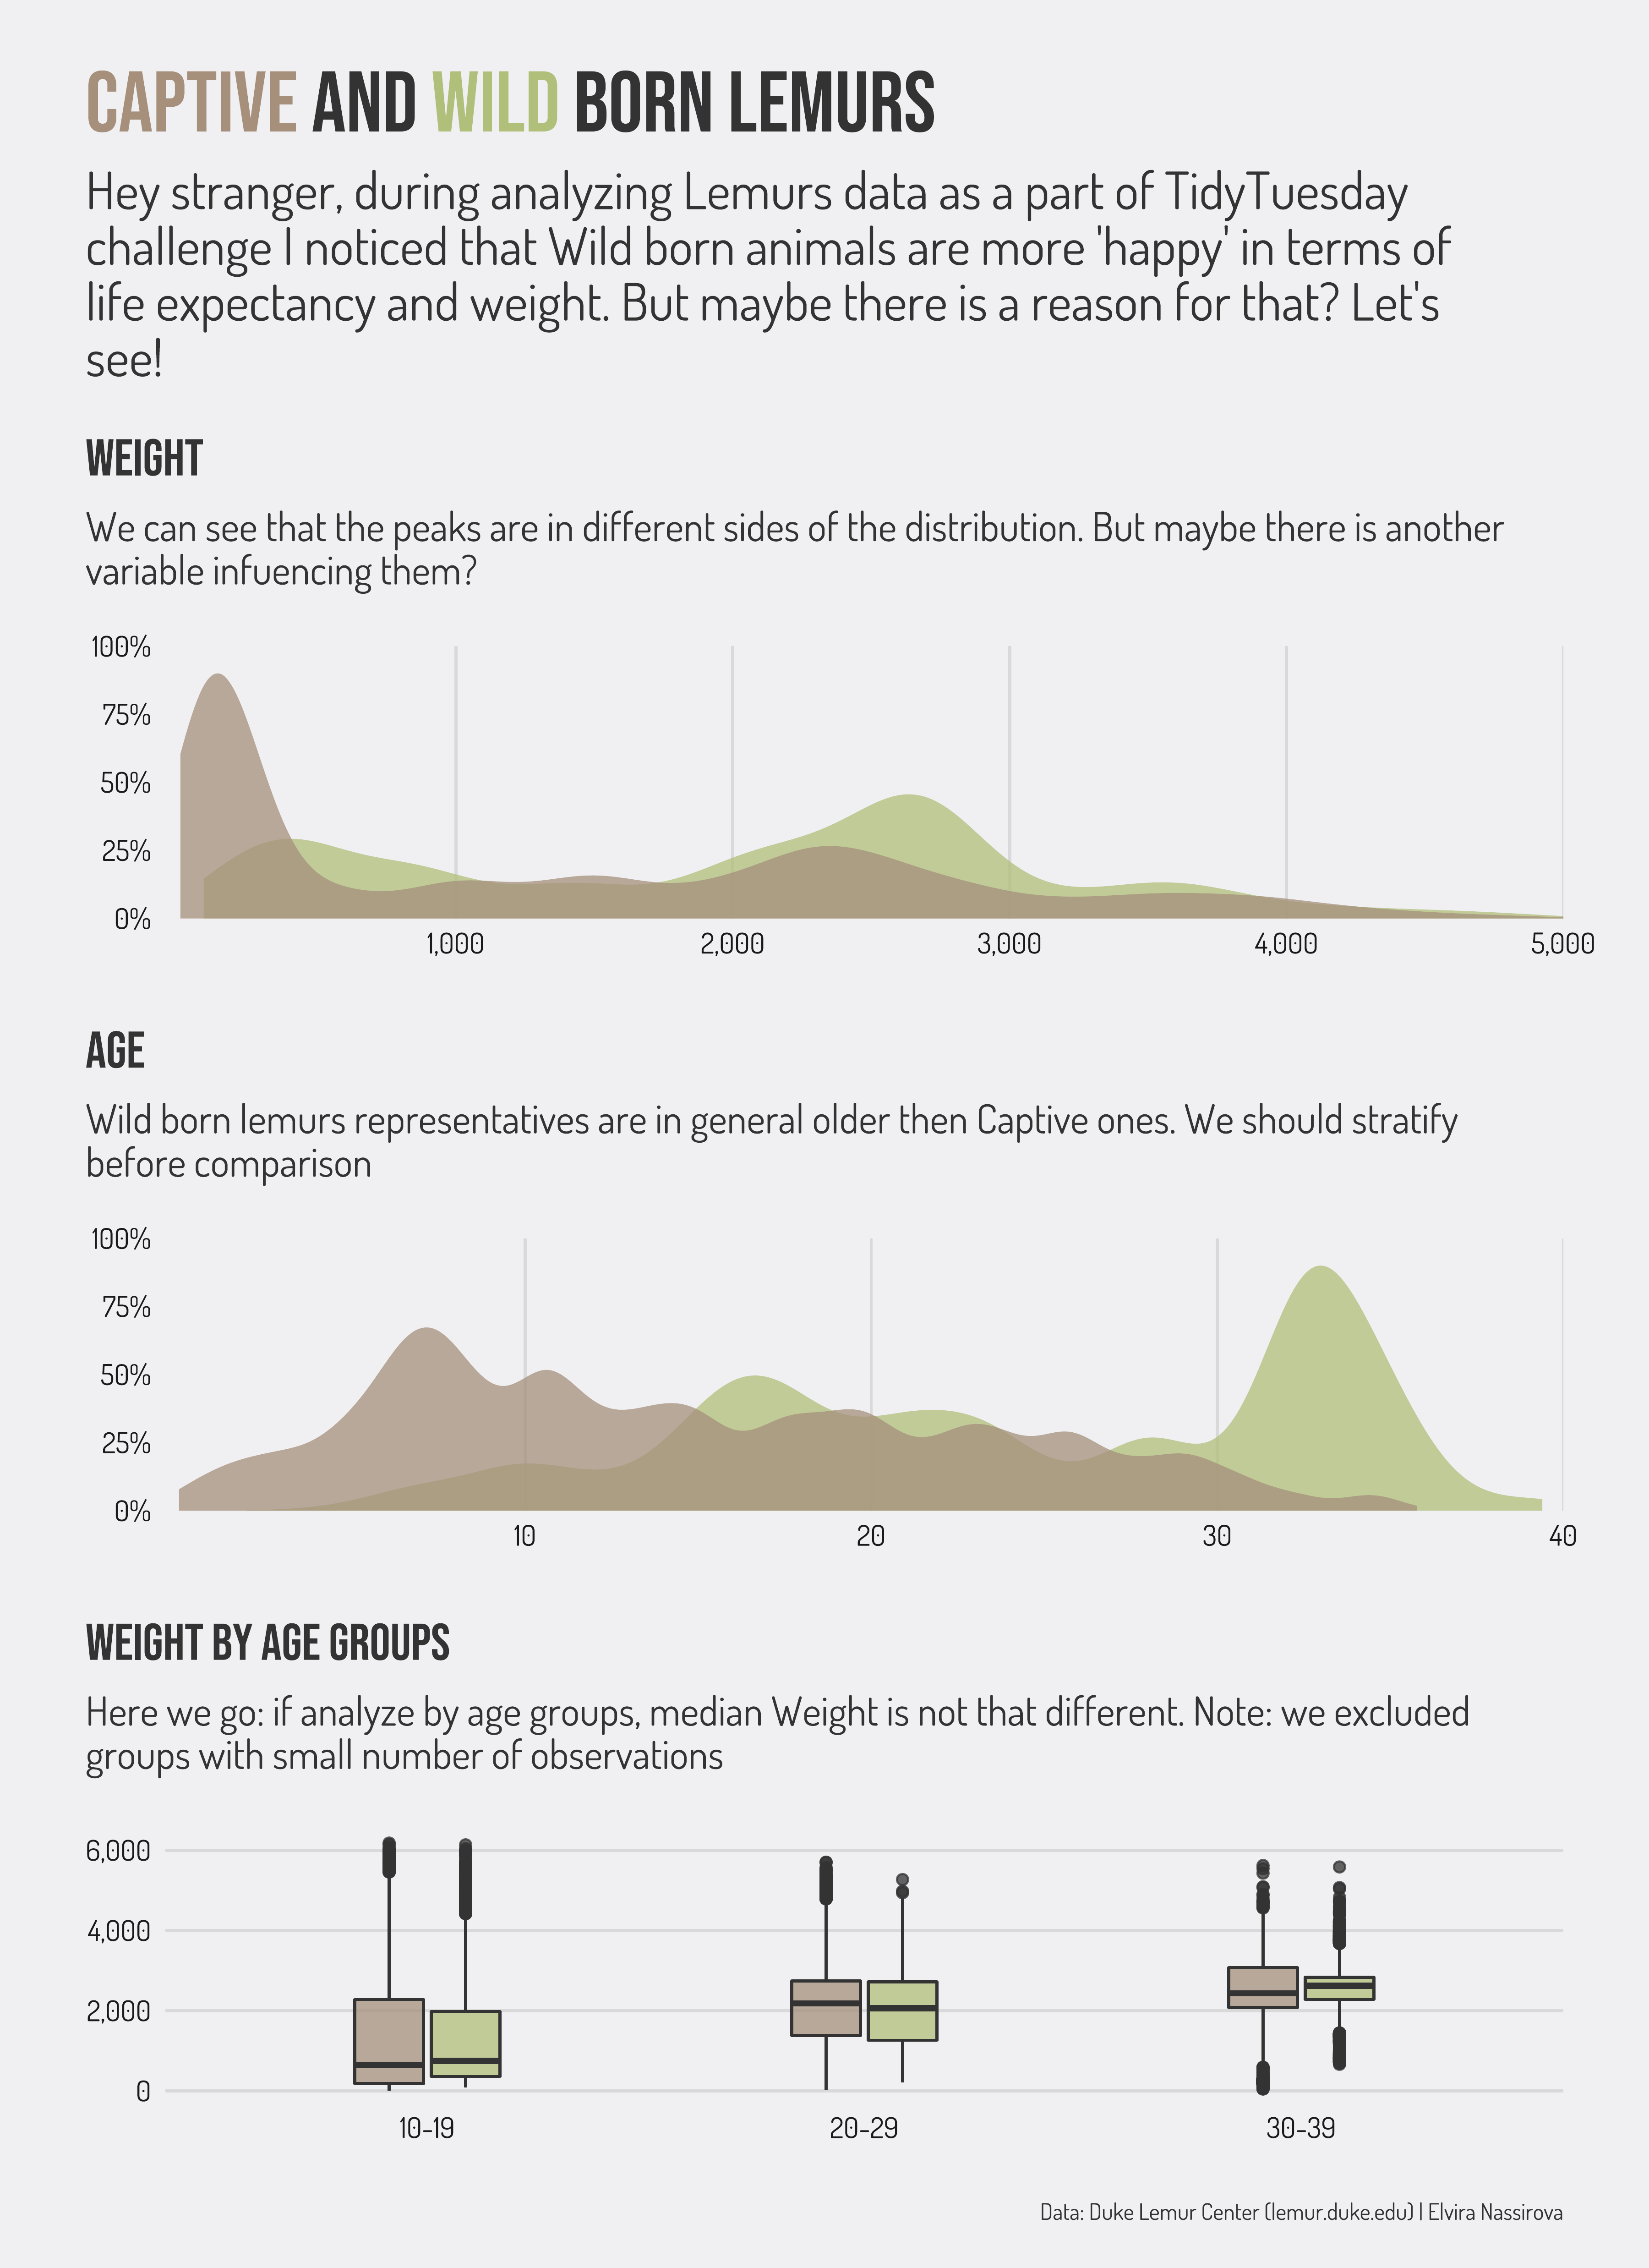 CAPTIVE AND WILD BORN LEMURS
Hey stranger, during analyzing Lemurs data as a part of TidyTuesday
challenge I noticed that Wild born animals are more 'happy' in terms of
life expectancy and weight. But maybe there is a reason for that? Let's
see!
WEIGHT
We can see that the peaks are in different sides of the distribution. But maybe there is another
variable infuencing them?
100%
75%
50%
25%
0%
1,000 2,000 3,000 4,000 5,000
AGE
Wild born lemurs representatives are in general older then Captive ones. We should stratify
before comparison
100%
75%
50%
25%
0%
10 20 30 40
WEIGHT BY AGE GROUPS
Here we go: if analyze by age groups, median Weight is not that different. Note: we excluded
groups with small number of observations
6,000
4,000
2,000
0
10-19 20-29 30-39
Data: Duke Lemur Center (lemur.duke.edu) | Elvira Nassirova